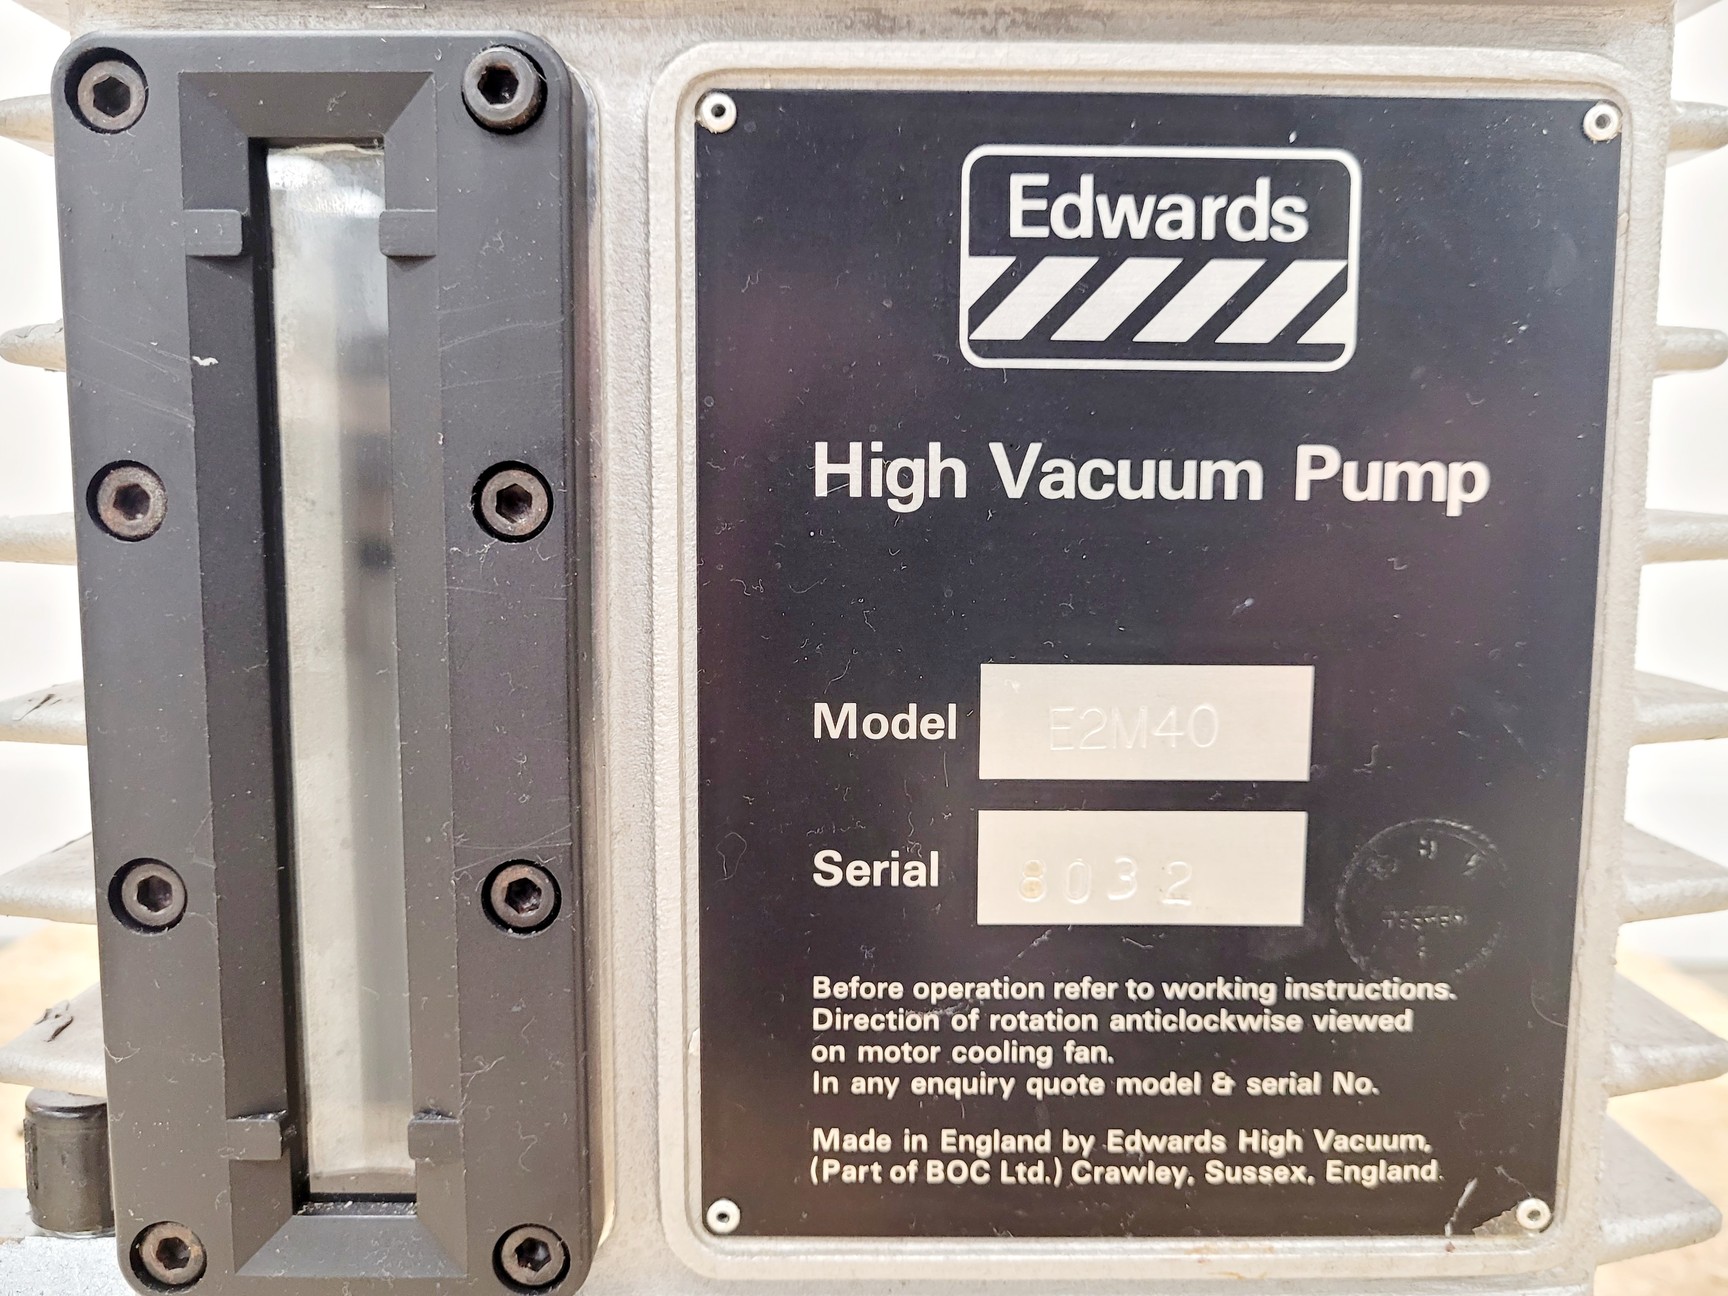 Edwards
High Vacuum Pump
Model E2M40
Serial 8032
Before operation refer to working instructions.
Direction of rotation anticlockwise viewed
on motor cooling fan.
In any enquiry quote model & serial No.
Made in England by Edwards High Vacuum,
(Part of BOC Ltd.) Crawley, Sussex, England.